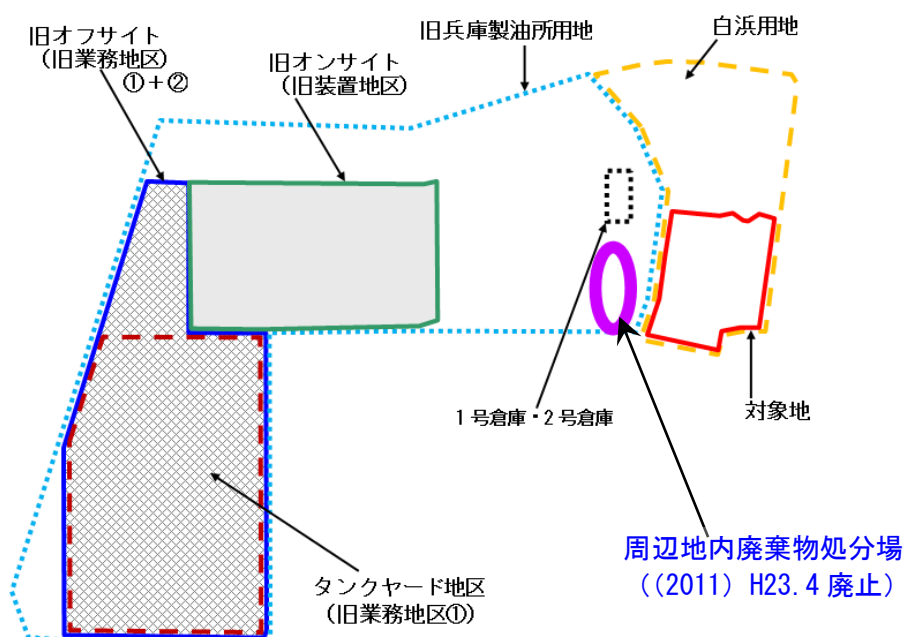 旧オフサイト
(旧業務地区)
①+②
旧オンサイト
(旧装置地区)
旧兵庫製油所用地
白浜用地
1号倉庫・2号倉庫
対象地
周辺地内廃棄物処分場
((2011) H23.4 廃止)
タンクヤード地区
(旧業務地区①)